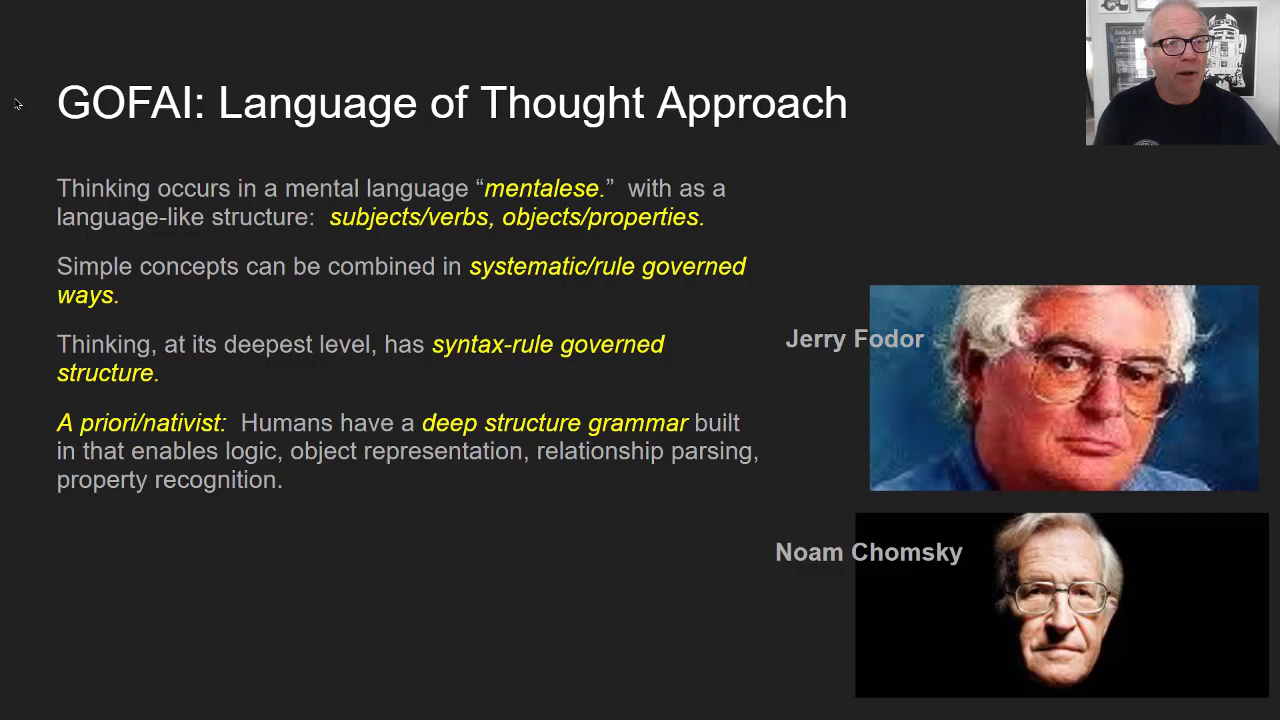 GOFAI: Language of Thought Approach
Thinking occurs in a mental language “mentalese.”  with as a
language-like structure:  subjects/verbs, objects/properties.
Simple concepts can be combined in systematic/rule governed
ways.
Thinking, at its deepest level, has syntax-rule governed
structure.
A priori/nativist:  Humans have a deep structure grammar built
in that enables logic, object representation, relationship parsing,
property recognition.
Jerry Fodor
Noam Chomsky